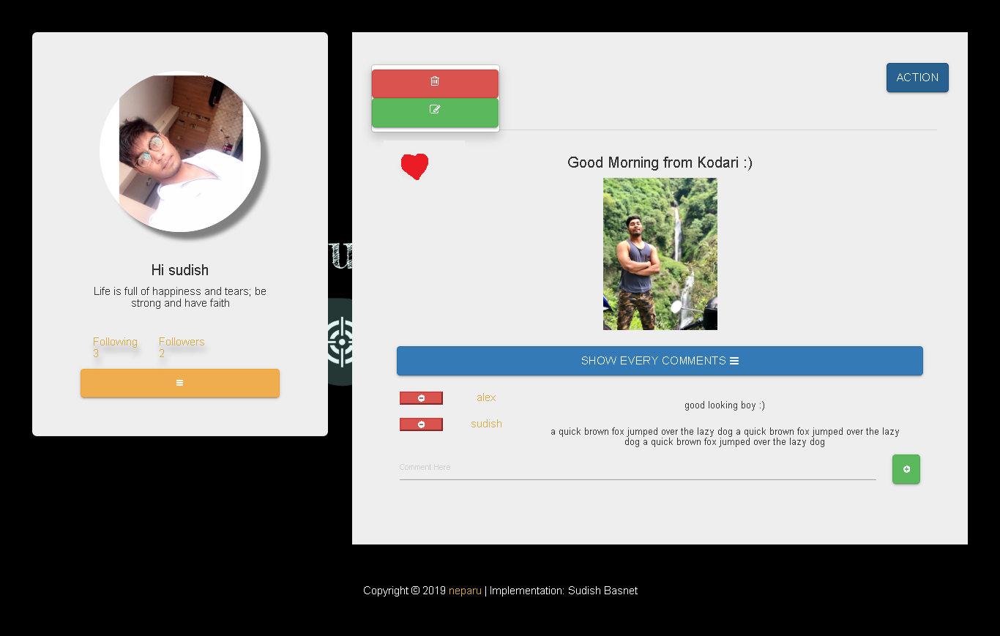 Hi sudish
Life is full of happiness and tears; be
strong and have faith
Following
3
Followers
2
ACTION
Good Morning from Kodari :)
SHOW EVERY COMMENTS
alex
good looking boy :)
sudish
a quick brown fox jumped over the lazy dog a quick brown fox jumped over the lazy
dog a quick brown fox jumped over the lazy dog
Comment Here
Copyright © 2019 neparu | Implementation: Sudish Basnet